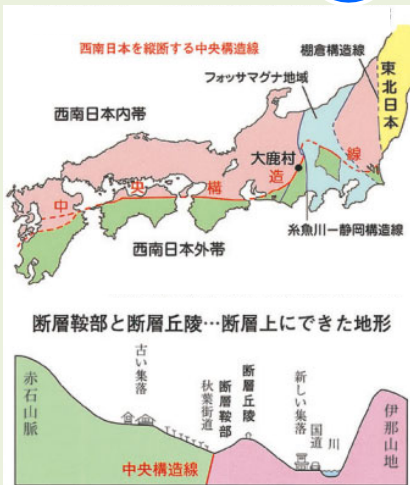 西南日本を縦断する中央構造線
棚倉構造線
フォッサマグナ地域
東北日本
西南日本内帯
大鹿村
中央構造線
西南日本外帯
糸魚川ー静岡構造線
断層鞍部と断層丘陵…断層上にできた地形
赤石山脈
古い集落
秋葉街道
断層鞍部
断層丘陵
新しい集落
国道
川
伊那山地
中央構造線